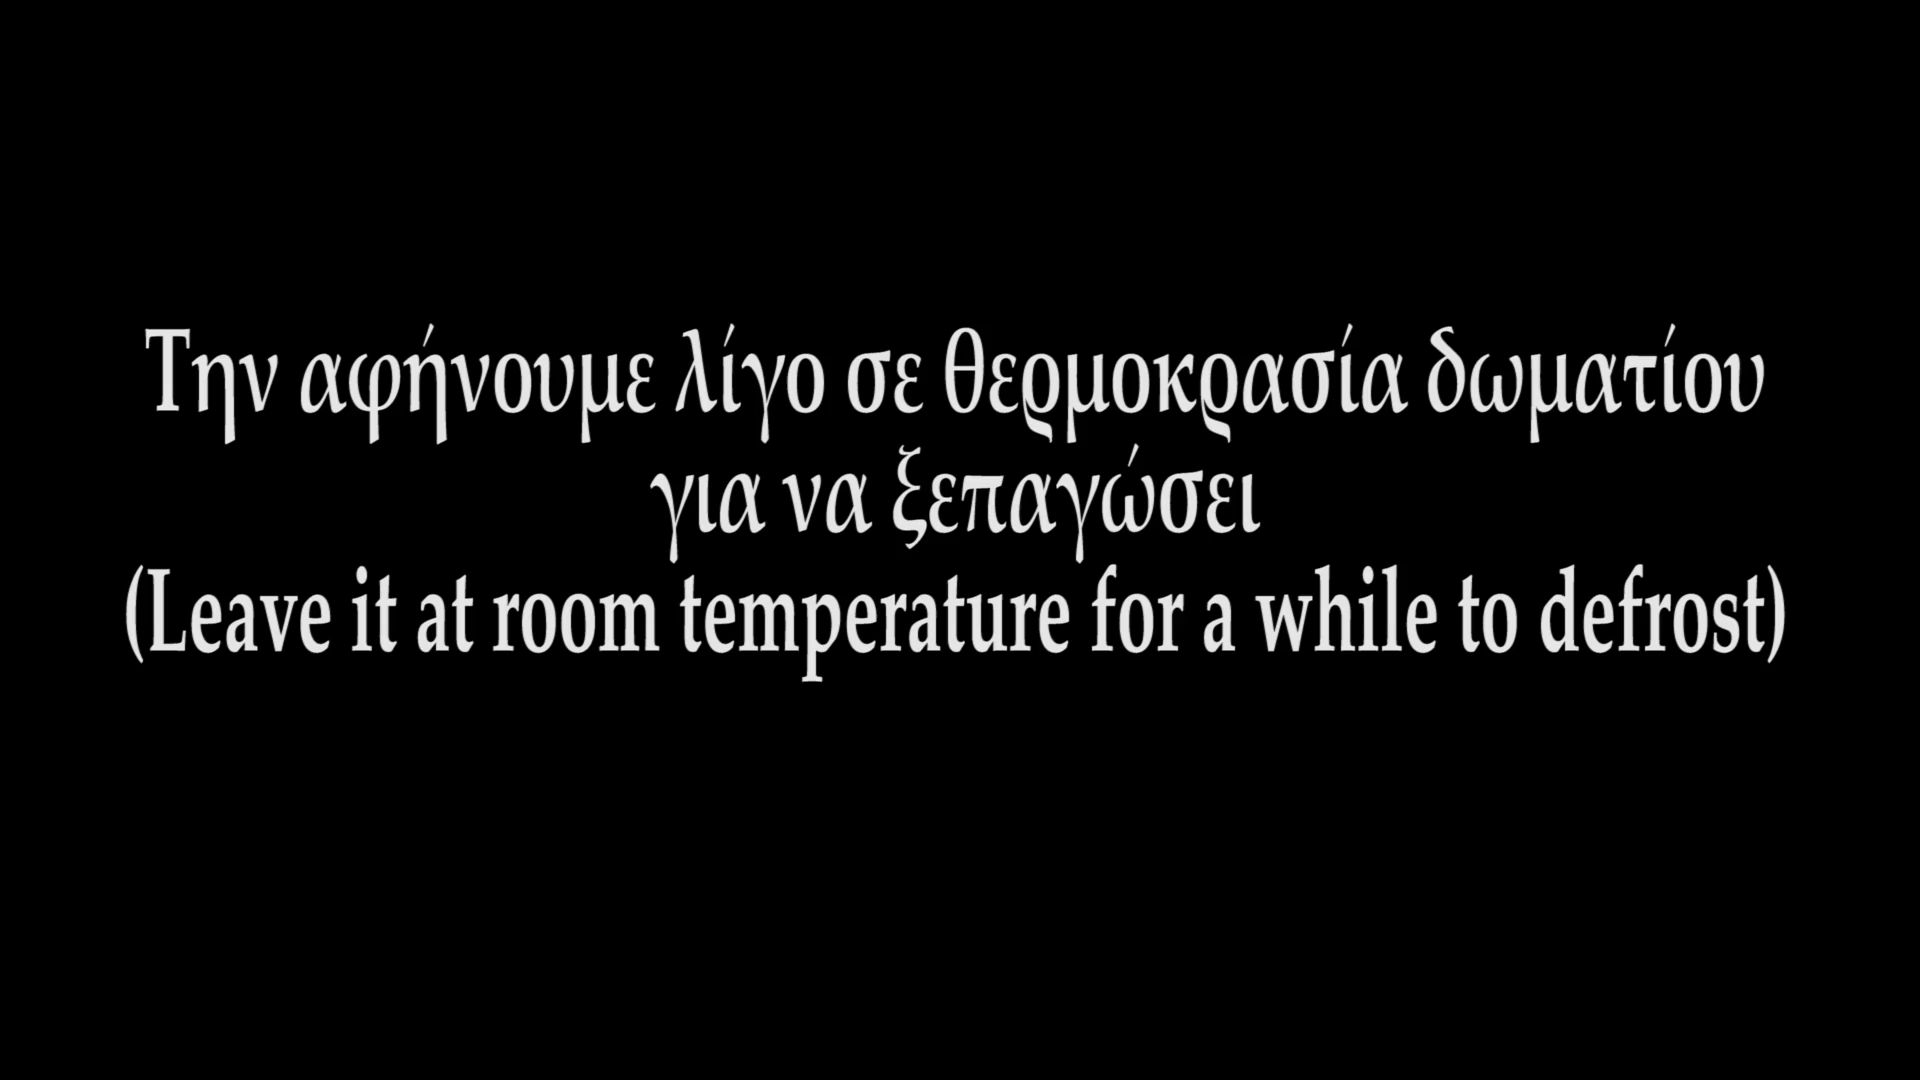 Την αφήνουμε λίγο σε θερμοκρασία δωματίου
για να ξεπαγώσει
(Leave it at room temperature for a while to defrost)